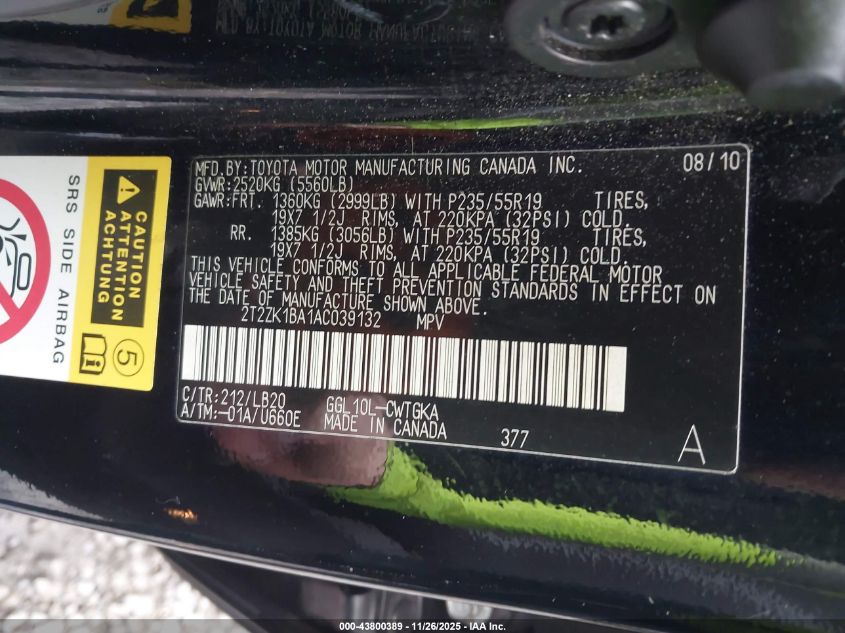 MFD.BY:TOYOTA MOTOR MANUFACTURING CANADA INC. 08/10
GVWR:2520KG (5560LB)
GAWR:FRT. 1360KG (2999LB) WITH P235/55R19 TIRES,
19X7 1/2J RIMS, AT 220KPA (32PSI) COLD.
RR. 1385KG (3056LB) WITH P235/55R19 TIRES,
19X7 1/2J RIMS, AT 220KPA (32PSI) COLD.
THIS VEHICLE CONFORMS TO ALL APPLICABLE FEDERAL MOTOR
VEHICLE SAFETY AND THEFT PREVENTION STANDARDS IN EFFECT ON
THE DATE OF MANUFACTURE SHOWN ABOVE.
2T2ZK1BA1AC039132 MPV
C/TR:212/LB20 GGL10L-CWTGKA
A/TM:-01A/U660E MADE IN CANADA 377 A
SRS SIDE AIRBAG
CAUTION
ATTENTION
ACHTUNG
5
000-43800389 - 11/26/2025 - IAA Inc.